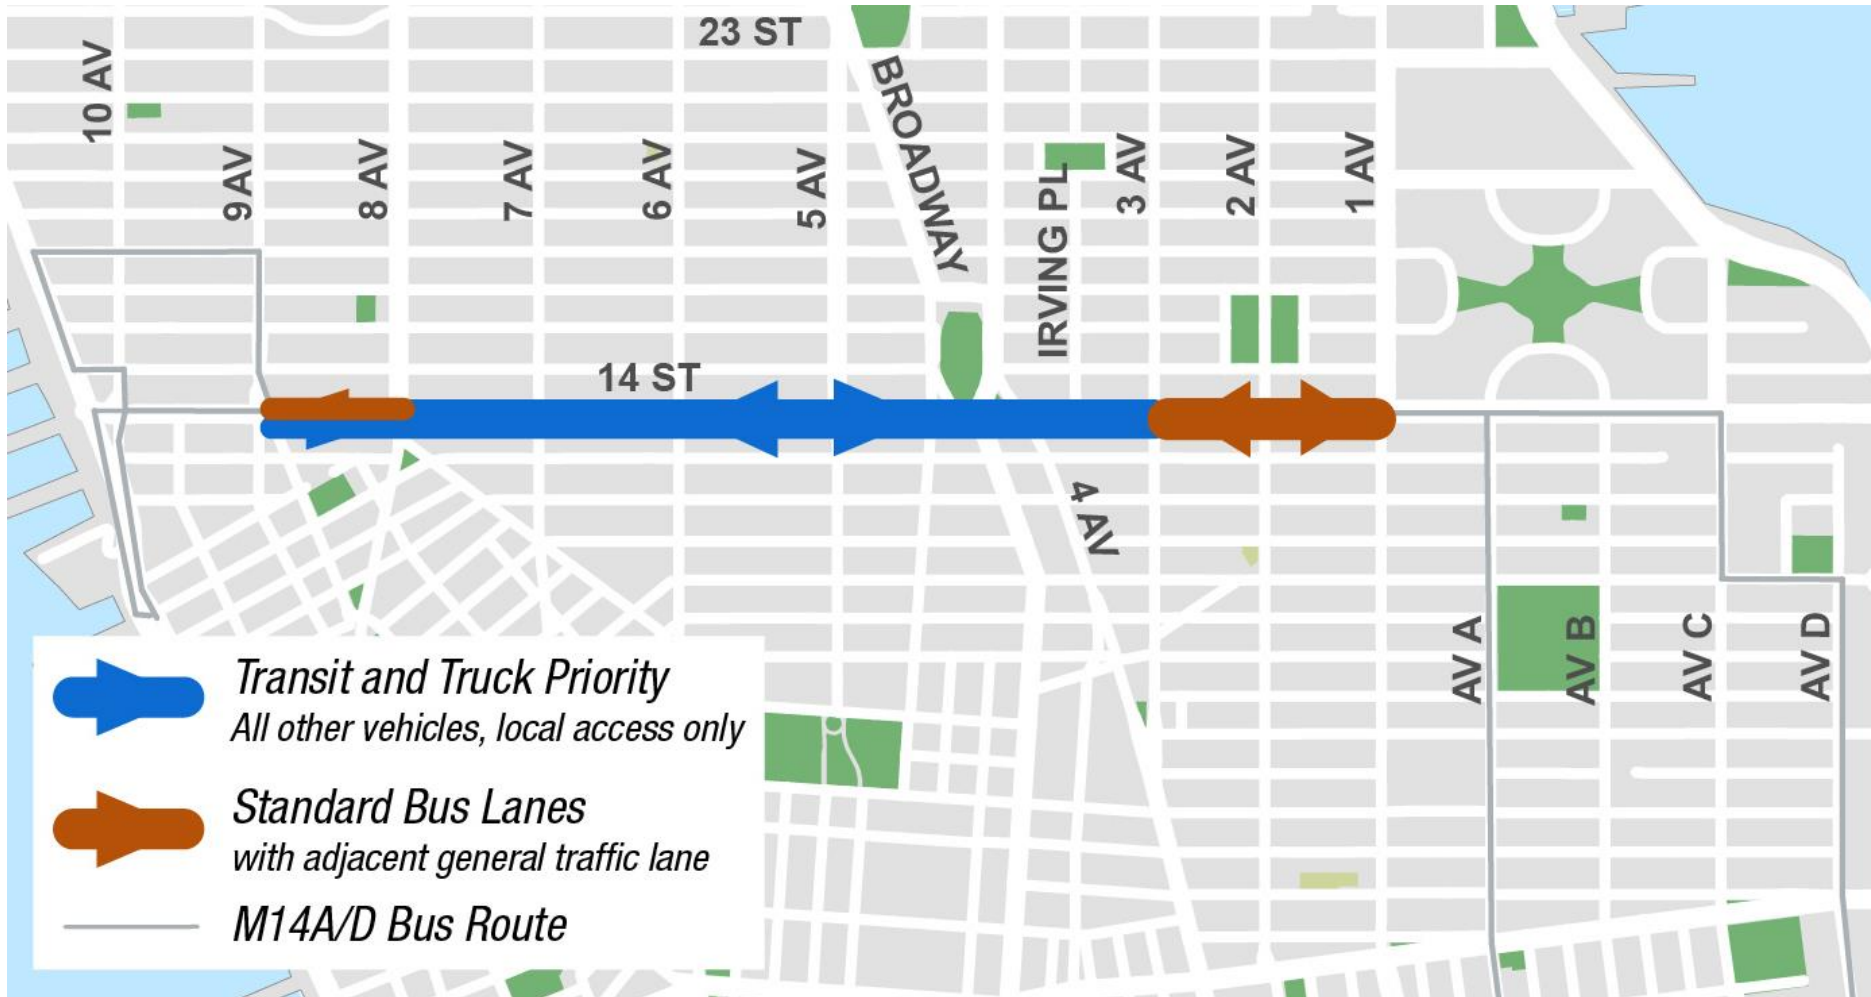 23 ST
10 AV
9 AV
8 AV
7 AV
6 AV
5 AV
BROADWAY
IRVING PL
3 AV
2 AV
1 AV
14 ST
4 AV
AV A
AV B
AV C
AV D
Transit and Truck Priority
All other vehicles, local access only
Standard Bus Lanes
with adjacent general traffic lane
M14A/D Bus Route